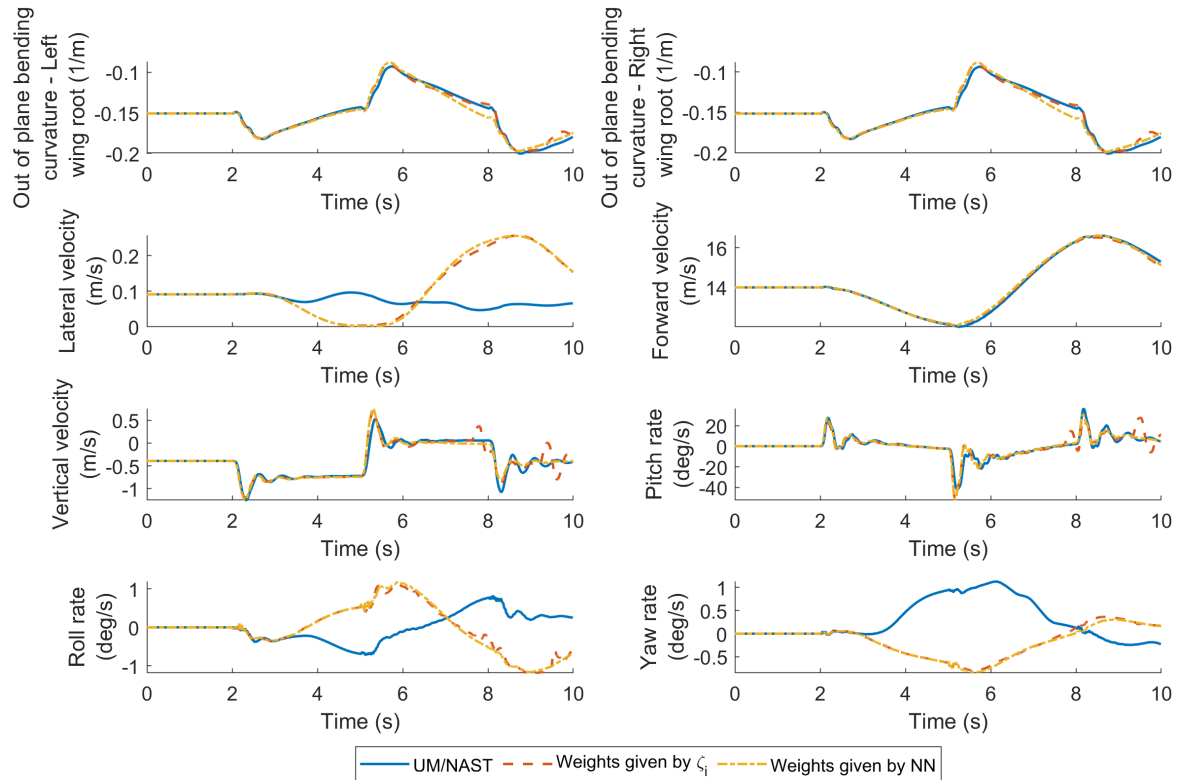 Out of plane bending
curvature - Left
wing root (1/m)
-0.1
-0.15
-0.2
0 2 4 6 8 10
Time (s)
Out of plane bending
curvature - Right
wing root (1/m)
-0.1
-0.15
-0.2
0 2 4 6 8 10
Time (s)
Lateral velocity
(m/s)
0.2
0.1
0
0 2 4 6 8 10
Time (s)
Forward velocity
(m/s)
16
14
0 2 4 6 8 10
Time (s)
Vertical velocity
(m/s)
0.5
0
-0.5
-1
0 2 4 6 8 10
Time (s)
Pitch rate
(deg/s)
20
0
-20
-40
0 2 4 6 8 10
Time (s)
Roll rate
(deg/s)
1
0
-1
0 2 4 6 8 10
Time (s)
Yaw rate
(deg/s)
1
0.5
0
-0.5
0 2 4 6 8 10
Time (s)
UM/NAST Weights given by ζi Weights given by NN